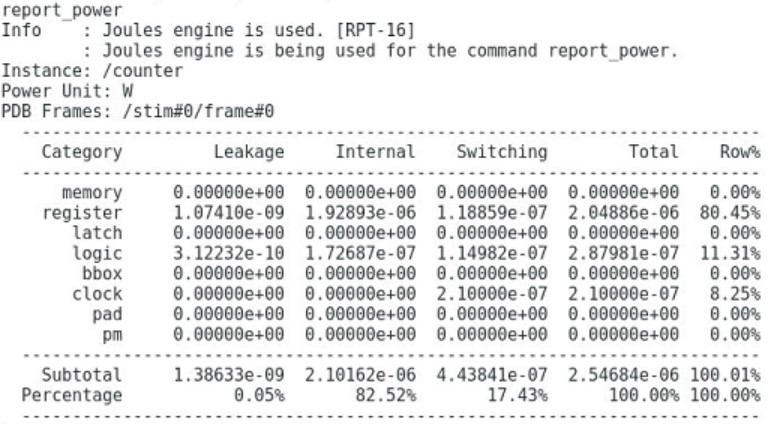 report_power
Info    : Joules engine is used. [RPT-16]
        : Joules engine is being used for the command report_power.
Instance: /counter
Power Unit: W
PDB Frames: /stim#0/frame#0
  -------------------------------------------------------------------------
    Category         Leakage     Internal    Switching        Total    Row%
  -------------------------------------------------------------------------
      memory     0.00000e+00  0.00000e+00  0.00000e+00  0.00000e+00   0.00%
    register     1.07410e-09  1.92893e-06  1.18859e-07  2.04886e-06  80.45%
       latch     0.00000e+00  0.00000e+00  0.00000e+00  0.00000e+00   0.00%
       logic     3.12232e-10  1.72687e-07  1.14982e-07  2.87981e-07  11.31%
        bbox     0.00000e+00  0.00000e+00  0.00000e+00  0.00000e+00   0.00%
       clock     0.00000e+00  0.00000e+00  2.10000e-07  2.10000e-07   8.25%
         pad     0.00000e+00  0.00000e+00  0.00000e+00  0.00000e+00   0.00%
          pm     0.00000e+00  0.00000e+00  0.00000e+00  0.00000e+00   0.00%
  -------------------------------------------------------------------------
    Subtotal     1.38633e-09  2.10162e-06  4.43841e-07  2.54684e-06 100.01%
  Percentage           0.05%       82.52%       17.43%      100.00% 100.00%
  -------------------------------------------------------------------------